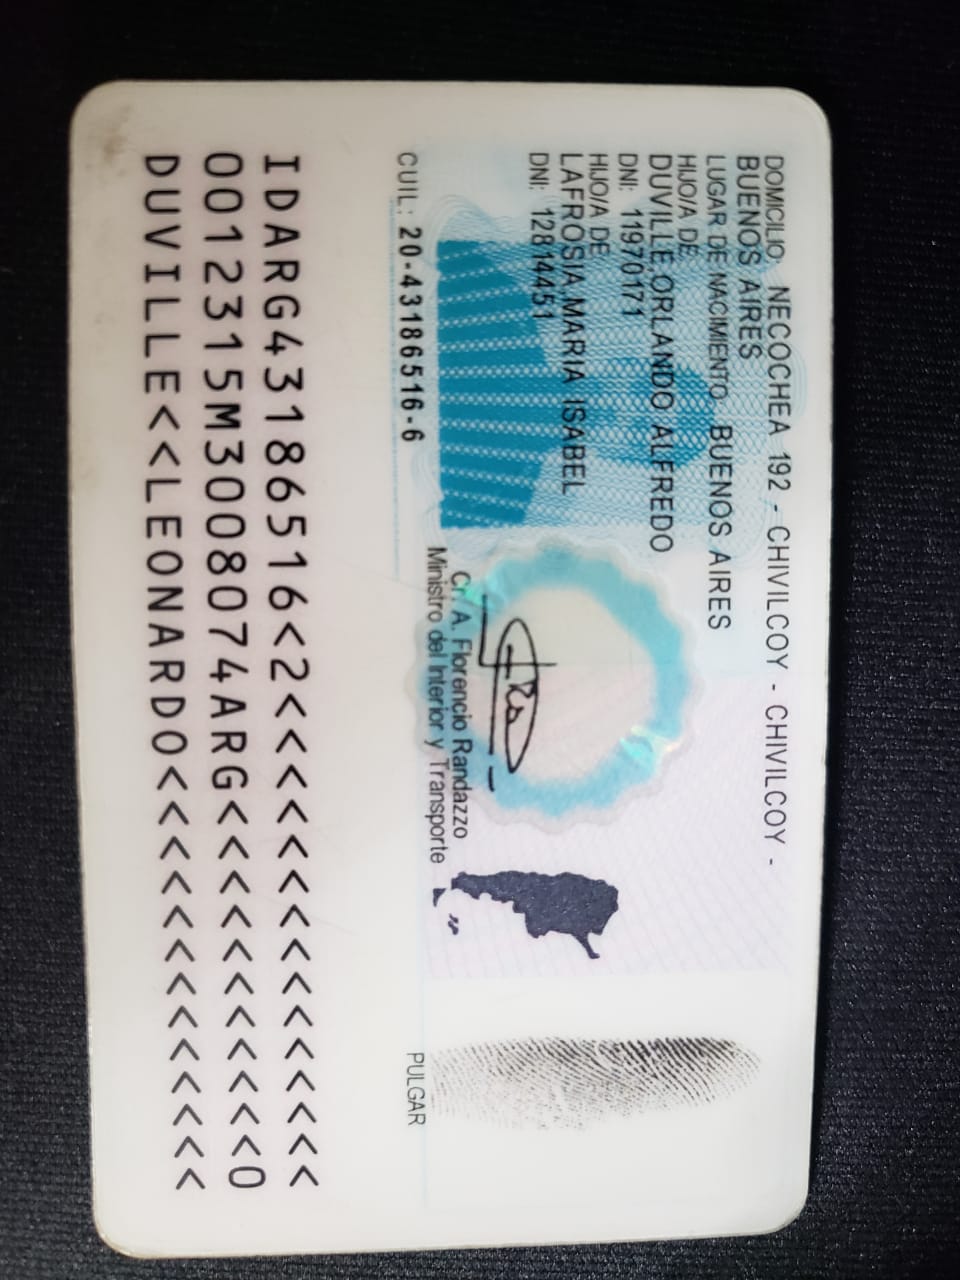 DOMICILIO: NECOCHEA 192 - CHIVILCOY - CHIVILCOY -
BUENOS AIRES
LUGAR DE NACIMIENTO: BUENOS AIRES
HIJO/A DE
DUVILLE,ORLANDO ALFREDO
DNI: 11970171
HIJO/A DE
LAFROSIA,MARIA ISABEL
DNI: 12814451
Cr. A. Florencio Randazzo
Ministro del Interior y Transporte
CUIL: 20-43186516-6
PULGAR
IDARG43186516<2<<<<<<<<<<<<<<<
0012315M3008074ARG<<<<<<<<<<<0
DUVILLE<<LEONARDO<<<<<<<<<<<<<